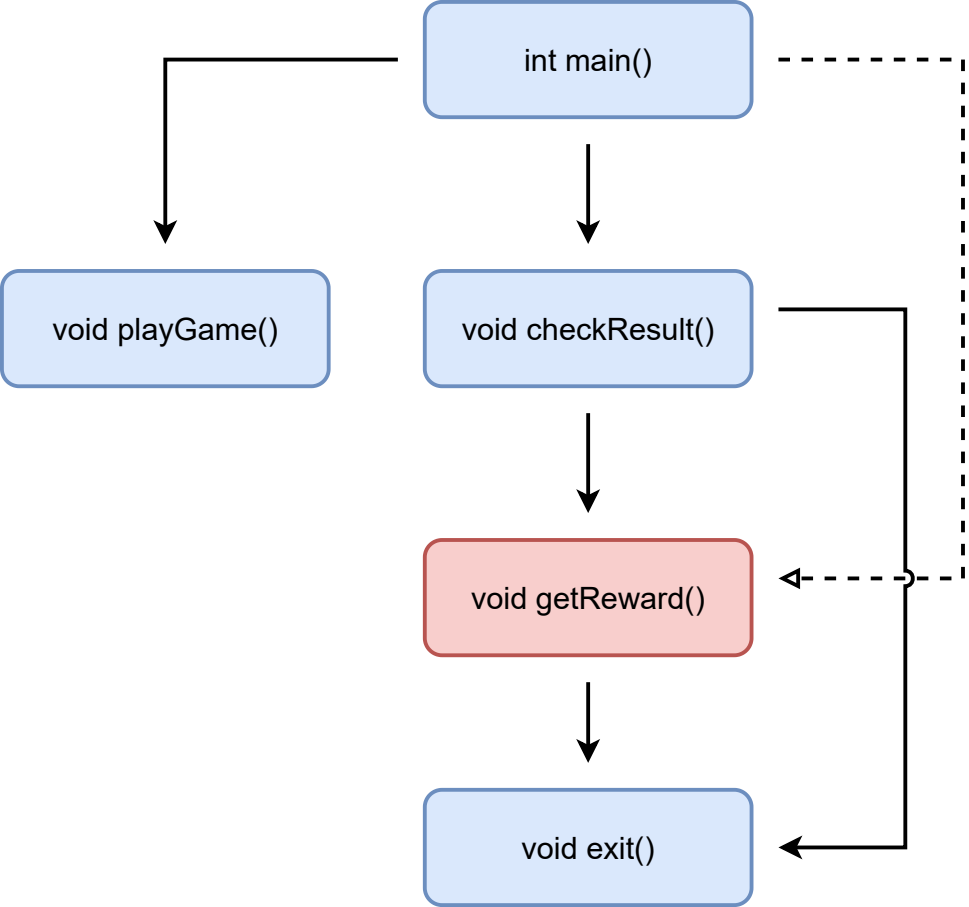 int main()
void playGame()
void checkResult()
void getReward()
void exit()